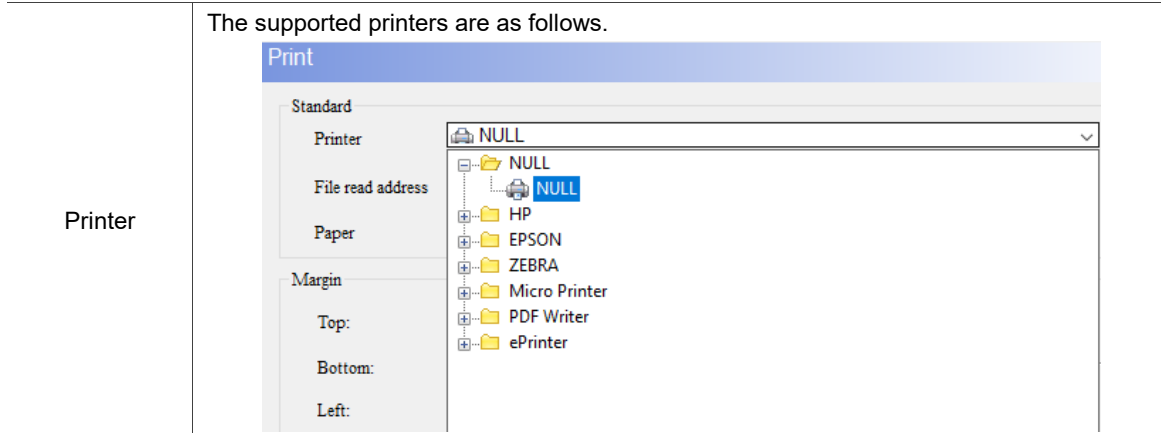 The supported printers are as follows.
Print
Standard
Printer
NULL
NULL
File read address
NULL
HP
Printer
Paper
EPSON
ZEBRA
Margin
Micro Printer
Top:
PDF Writer
ePrinter
Bottom:
Left: